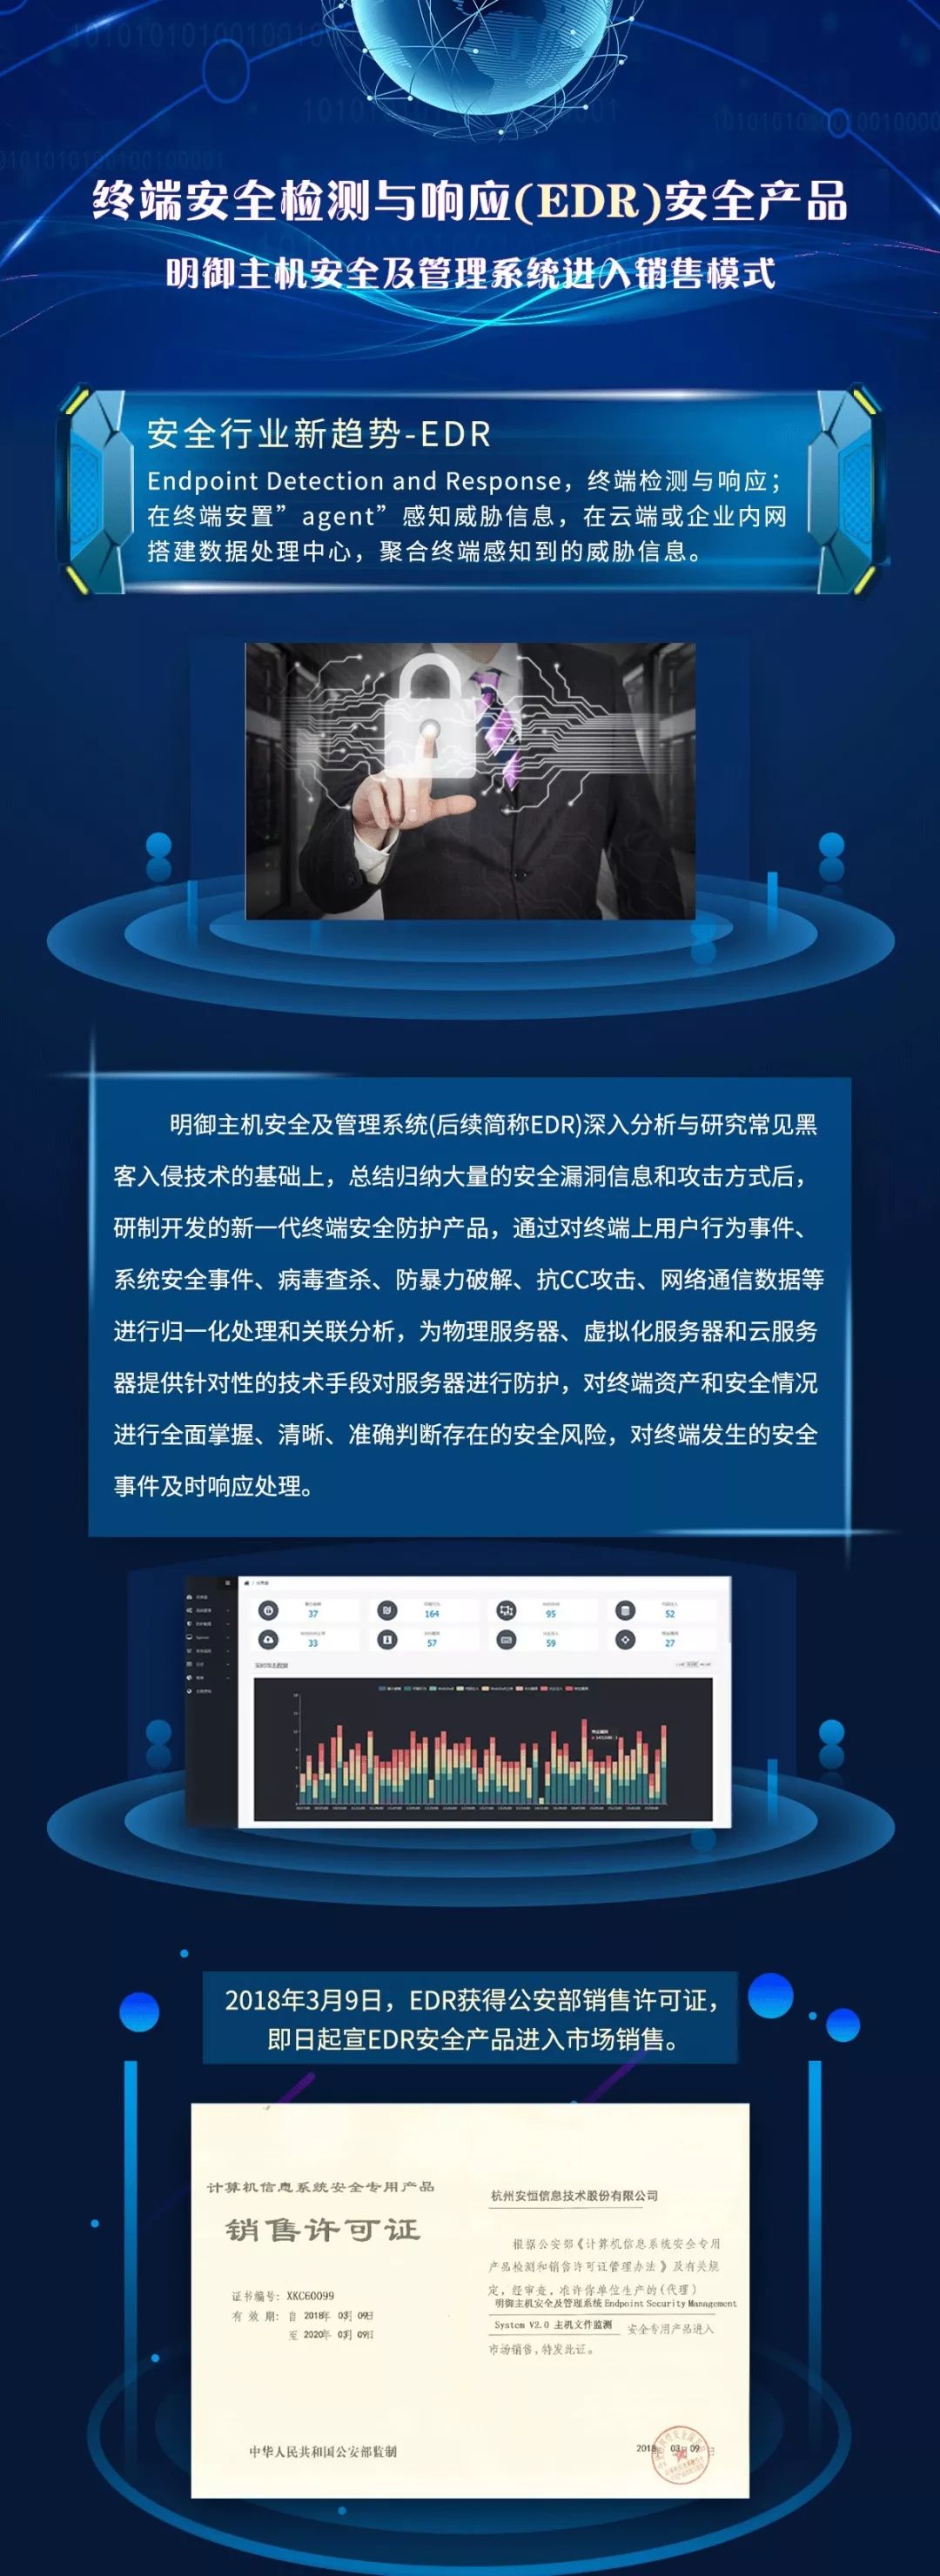 终端安全检测与响应(EDR)安全产品
明御主机安全及管理系统进入销售模式
安全行业新趋势-EDR
Endpoint Detection and Response，终端检测与响应；
在终端安置”agent”感知威胁信息，在云端或企业内网
搭建数据处理中心，聚合终端感知到的威胁信息。
明御主机安全及管理系统(后续简称EDR)深入分析与研究常见黑
客入侵技术的基础上，总结归纳大量的安全漏洞信息和攻击方式后，
研制开发的新一代终端安全防护产品，通过对终端上用户行为事件、
系统安全事件、病毒查杀、防暴力破解、抗CC攻击、网络通信数据等
进行归一化处理和关联分析，为物理服务器、虚拟化服务器和云服务
器提供针对性的技术手段对服务器进行防护，对终端资产和安全情况
进行全面掌握、清晰、准确判断存在的安全风险，对终端发生的安全
事件及时响应处理。
37 164 95 52
33 57 59 27
2018年3月9日，EDR获得公安部销售许可证，
即日起宣EDR安全产品进入市场销售。
计算机信息系统安全专用产品
销售许可证
证书编号: XKC60099
有 效 期: 自 2018年 03月 09日
至 2020年 03月 09日
中华人民共和国公安部监制
杭州安恒信息技术股份有限公司
根据公安部《计算机信息系统安全专用
产品检测和销售许可证管理办法》及有关规
定，经审查，准许你单位生产的(代理)
明御主机安全及管理系统 Endpoint Security Management
System V2.0 主机文件监测 安全专用产品进入
市场销售，特发此证。
2018 03 09